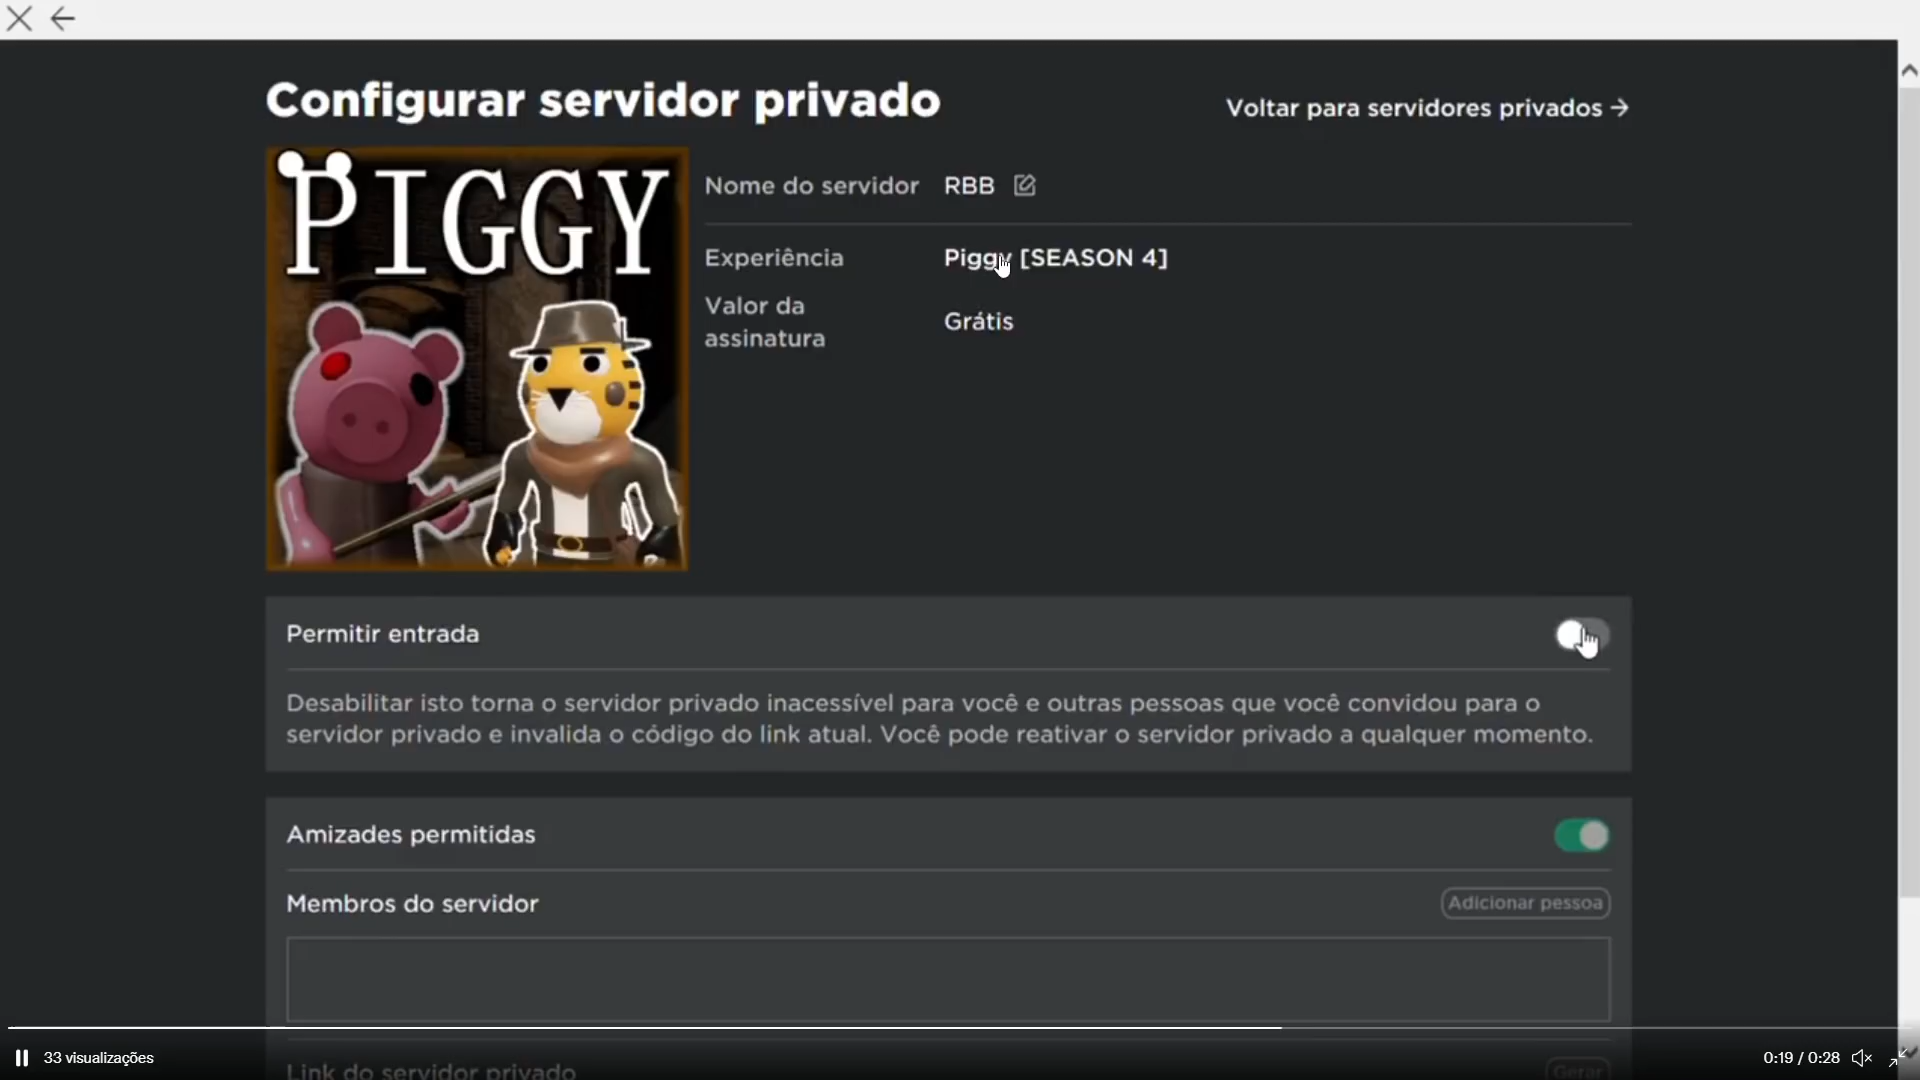 Configurar servidor privado
Voltar para servidores privados →
PIGGY
Nome do servidor RBB
Experiência Piggy [SEASON 4]
Valor da
assinatura
Grátis
Permitir entrada
Desabilitar isto torna o servidor privado inacessível para você e outras pessoas que você convidou para o
servidor privado e invalida o código do link atual. Você pode reativar o servidor privado a qualquer momento.
Amizades permitidas
Membros do servidor Adicionar pessoa
Link do servidor privado Gerar
33 visualizações 0:19 / 0:28